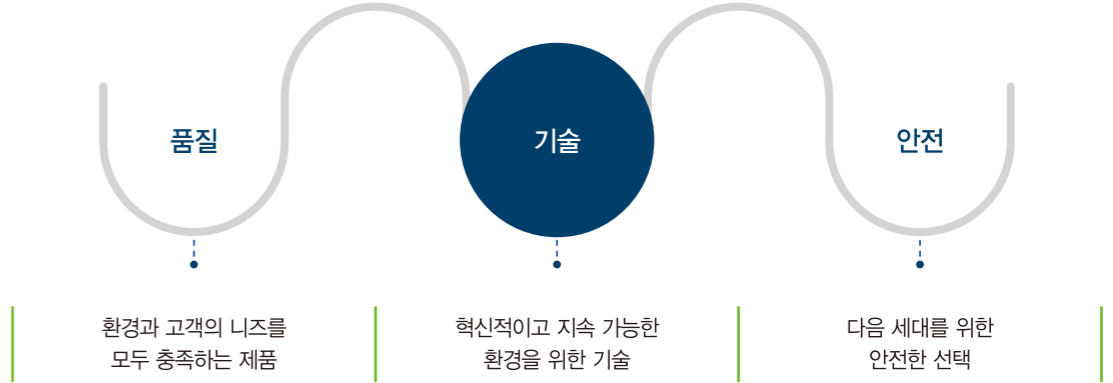 품질
기술
안전
환경과 고객의 니즈를
모두 충족하는 제품
혁신적이고 지속 가능한
환경을 위한 기술
다음 세대를 위한
안전한 선택